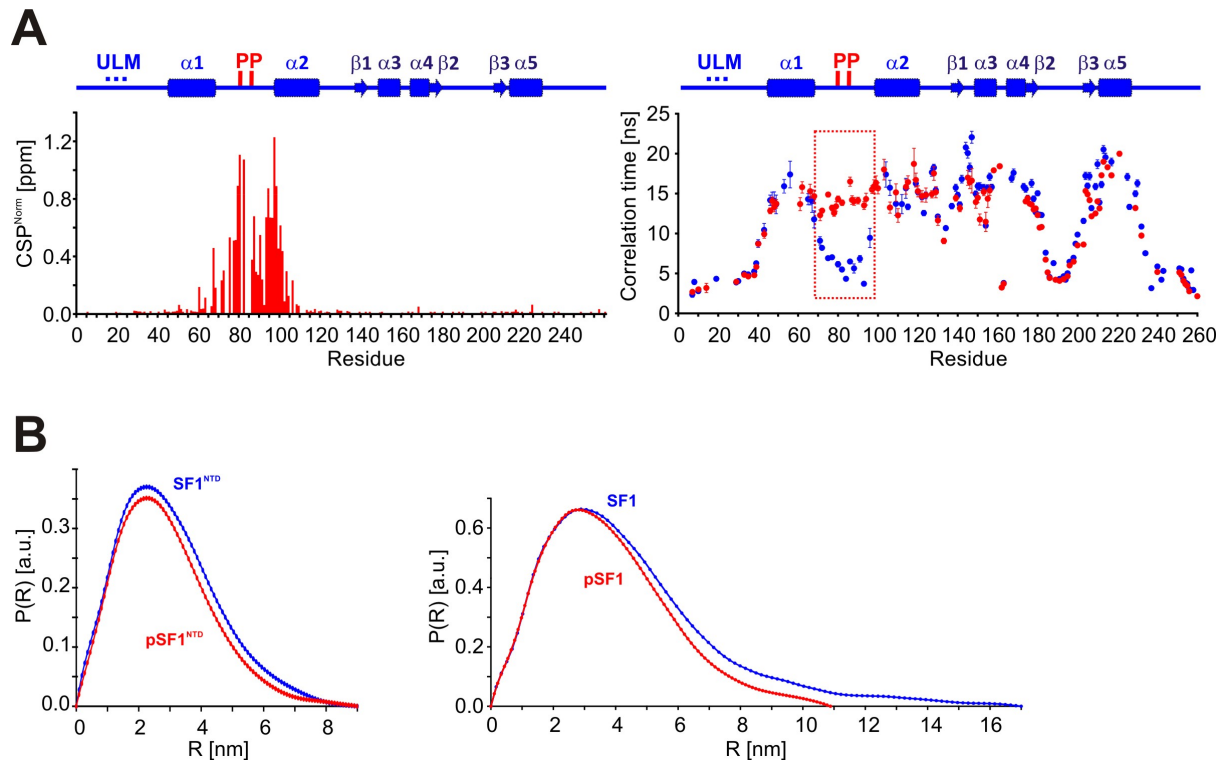 A
ULM α1 PP α2 β1 α3 α4 β2 β3 α5
CSP^Norm [ppm]
1.2
0.8
0.4
0.0
0 20 40 60 80 100 120 140 160 180 200 220 240
Residue
ULM α1 PP α2 β1 α3 α4 β2 β3 α5
Correlation time [ns]
25
20
15
10
5
0
0 20 40 60 80 100 120 140 160 180 200 220 240 260
Residue
B
P(R) [a.u.]
0.3
0.2
0.1
0.0
SF1^NTD
pSF1^NTD
0 2 4 6 8
R [nm]
P(R) [a.u.]
0.6
0.4
0.2
0
SF1
pSF1
0 2 4 6 8 10 12 14 16
R [nm]